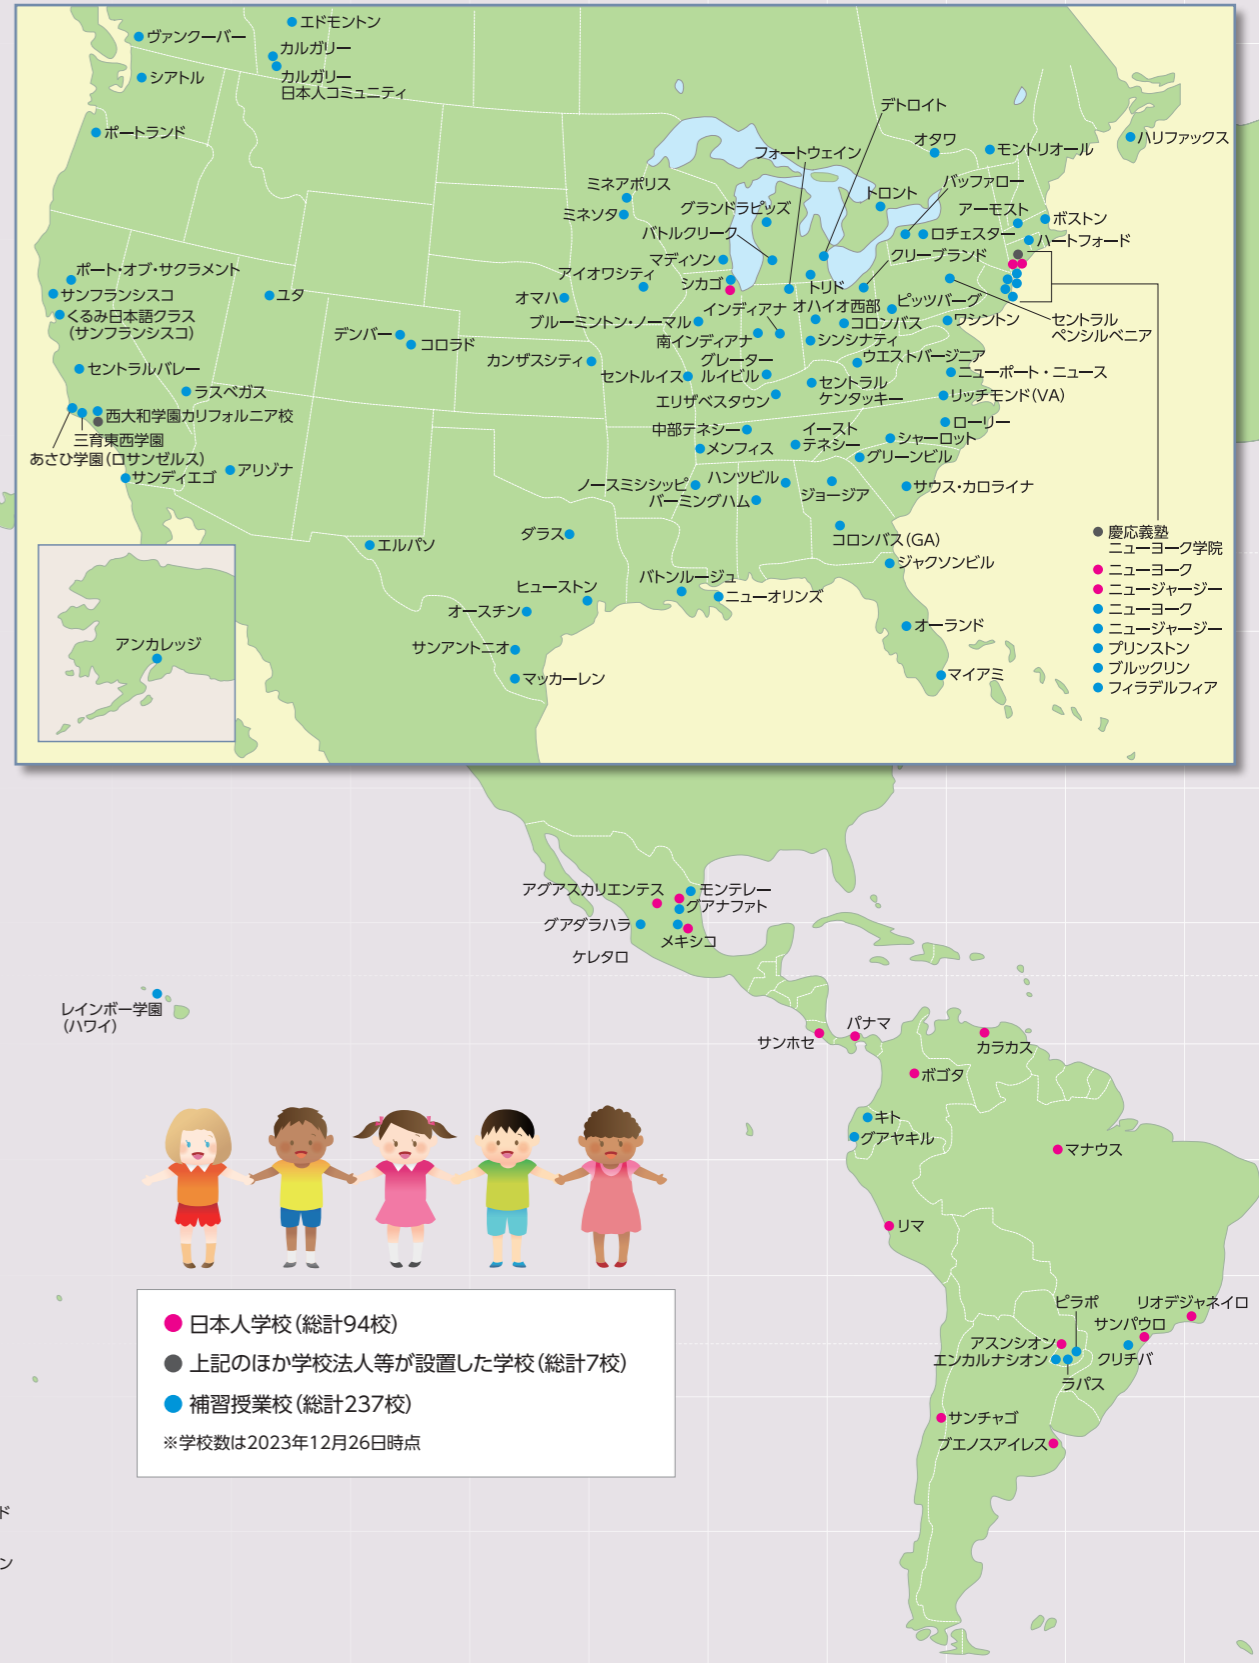 エドモントン
ヴァンクーバー
カルガリー
シアトル
カルガリー
日本人コミュニティ
ポートランド
デトロイト
オタワ
モントリオール
ハリファックス
フォートウェイン
バッファロー
ミネアポリス
トロント
ミネソタ
グランドラピッズ
アーモスト
ボストン
バトルクリーク
ロチェスター
ハートフォード
マディソン
クリーブランド
ポート・オブ・サクラメント
アイオワシティ
シカゴ
トリド
サンフランシスコ
ユタ
オマハ
インディアナ
オハイオ西部
ピッツバーグ
くるみ日本語クラス
(サンフランシスコ)
ブルーミントン・ノーマル
コロンバス
ワシントン
セントラル
ペンシルベニア
デンバー
コロラド
南インディアナ
シンシナティ
カンザスシティ
グレーター
ルイビル
ウエストバージニア
セントラルバレー
セントルイス
ニューポート・ニュース
ラスベガス
エリザベスタウン
セントラル
ケンタッキー
リッチモンド(VA)
西大和学園カリフォルニア校
三育東西学園
あさひ学園(ロサンゼルス)
中部テネシー
イースト
テネシー
ローリー
シャーロット
サンディエゴ
アリゾナ
メンフィス
グリーンビル
ノースミシシッピ
ハンツビル
ジョージア
サウス・カロライナ
バーミングハム
エルパソ
ダラス
コロンバス(GA)
慶応義塾
ニューヨーク学院
ジャクソンビル
ニューヨーク
ニュージャージー
ニューヨーク
ニュージャージー
プリンストン
ブルックリン
フィラデルフィア
ヒューストン
バトンルージュ
ニューオリンズ
オースチン
オーランド
アンカレッジ
サンアントニオ
マッカーレン
マイアミ
アグアスカリエンテス
モンテレー
グアナファト
グアダラハラ
メキシコ
ケレタロ
レインボー学園
(ハワイ)
サンホセ
パナマ
カラカス
ボゴタ
キト
グアヤキル
マナウス
リマ
ピラポ
リオデジャネイロ
サンパウロ
アスンシオン
エンカルナシオン
クリチバ
ラパス
サンチャゴ
ブエノスアイレス
日本人学校(総計94校)
上記のほか学校法人等が設置した学校(総計7校)
補習授業校(総計237校)
※学校数は2023年12月26日時点
ド
ン